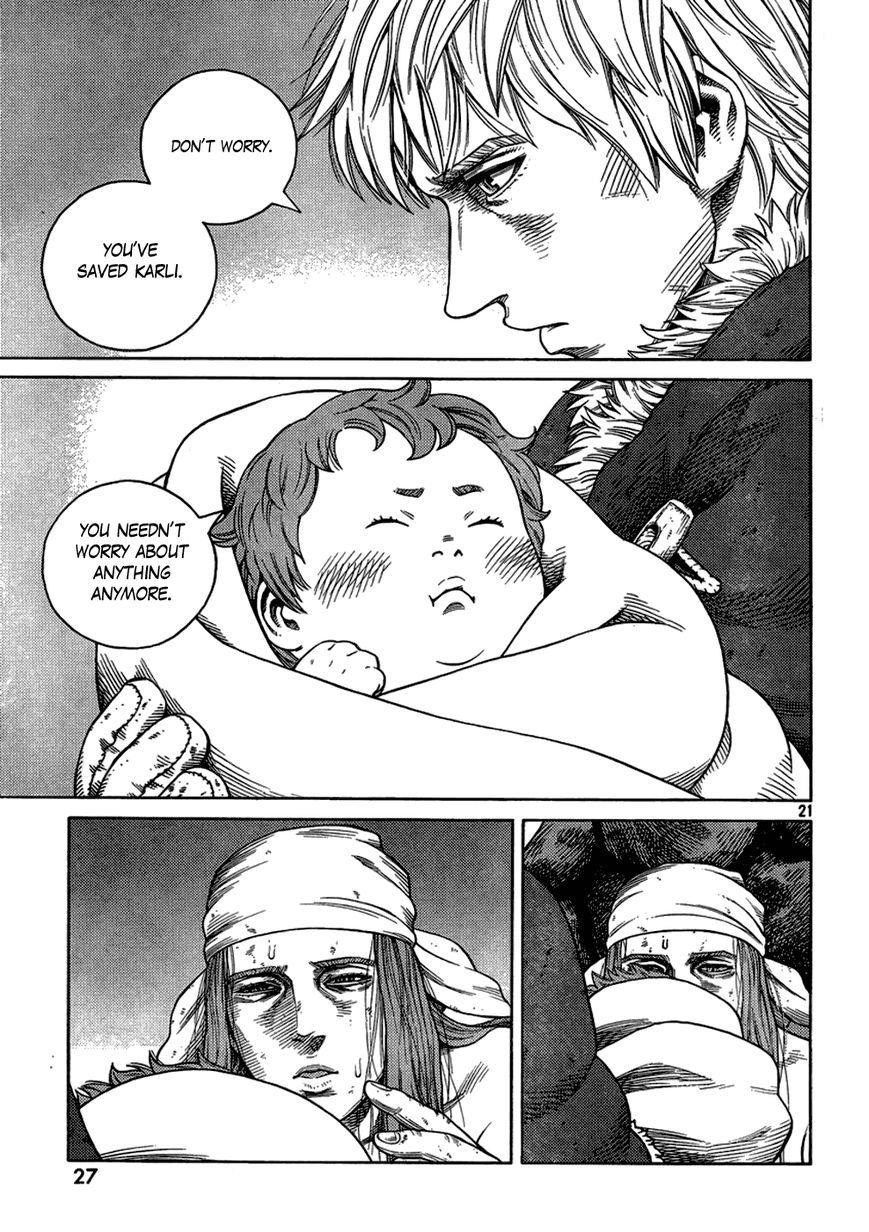 DON'T WORRY.
YOU'VE
SAVED KARLI.
YOU NEEDN'T
WORRY ABOUT
ANYTHING
ANYMORE.
21
27